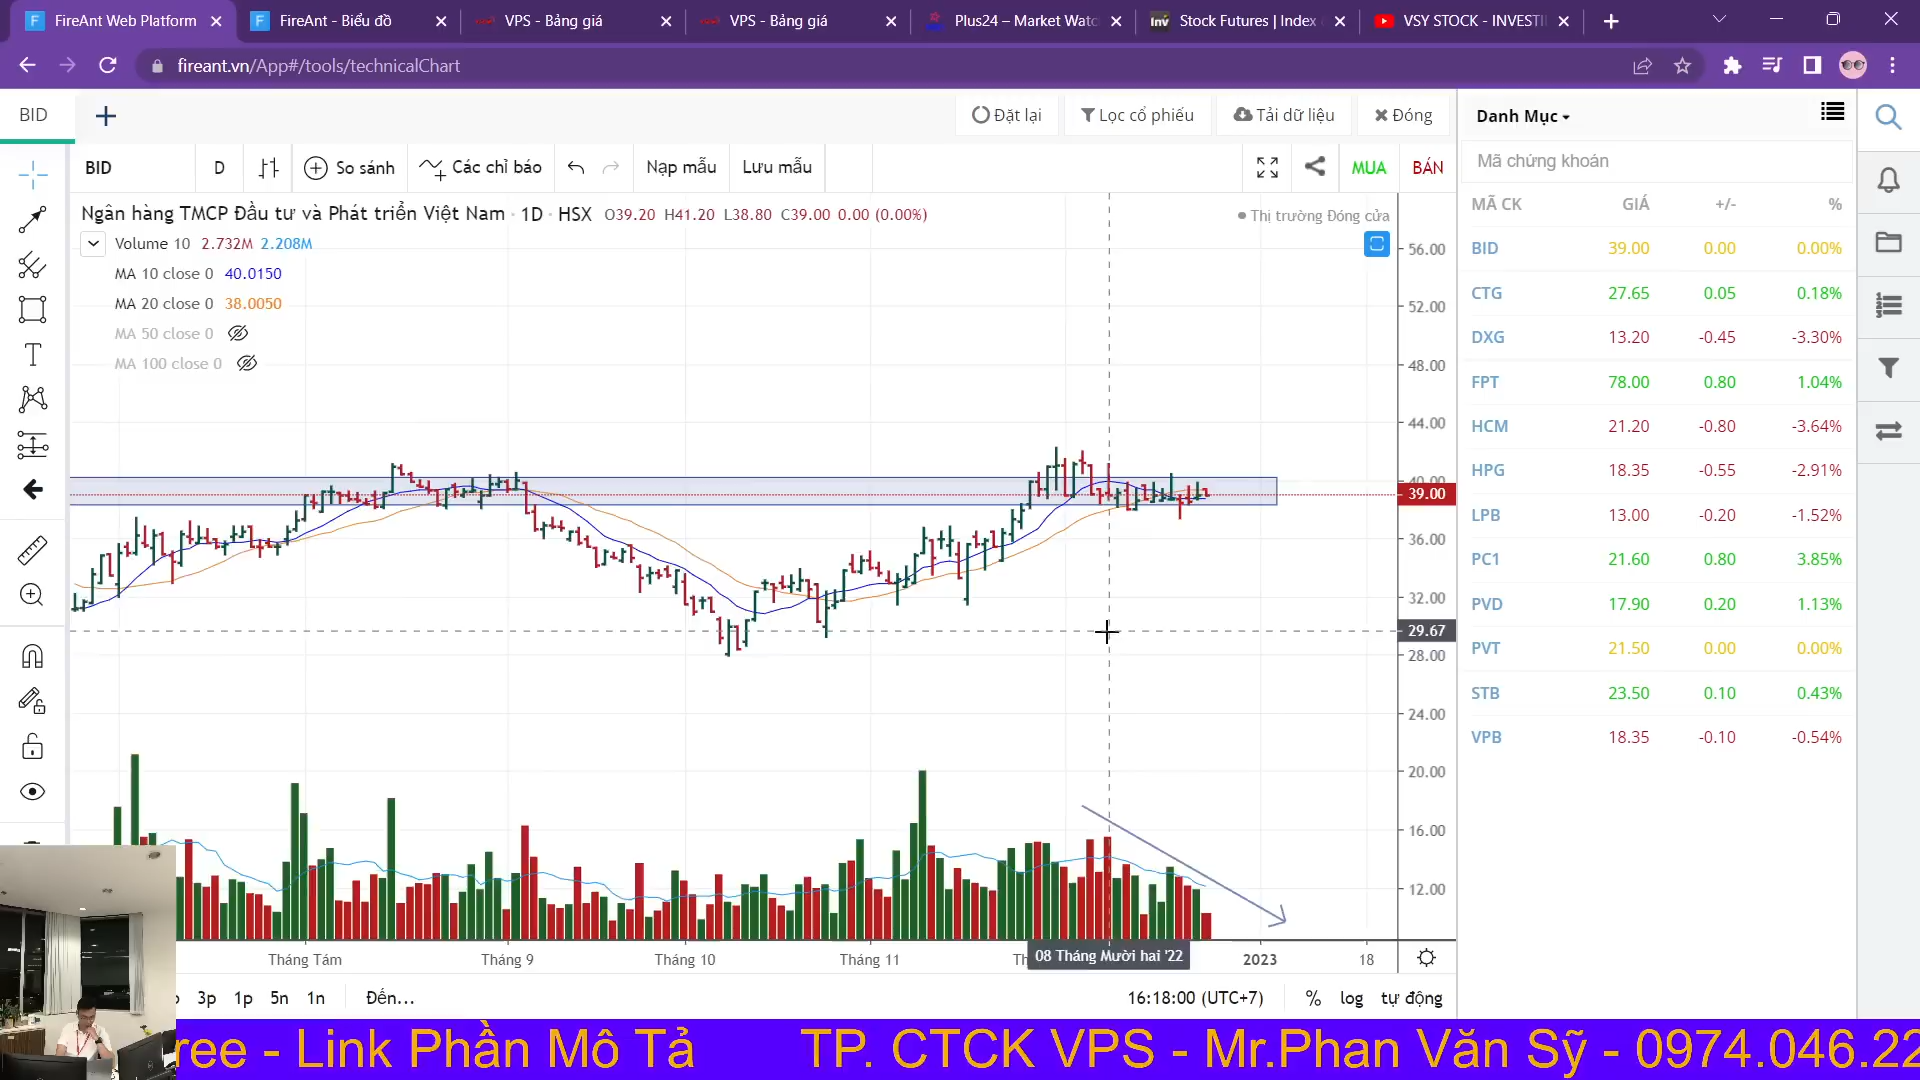 FireAnt Web Platform
FireAnt - Biểu đồ
VPS - Bảng giá
VPS - Bảng giá
Plus24 – Market Watc
Stock Futures | Index
VSY STOCK - INVESTI
fireant.vn/App#/tools/technicalChart
BID
Đặt lại
Lọc cổ phiếu
Tải dữ liệu
Đóng
BID
D
So sánh
Các chỉ báo
Nạp mẫu
Lưu mẫu
MUA
BÁN
Ngân hàng TMCP Đầu tư và Phát triển Việt Nam · 1D · HSX O39.20 H41.20 L38.80 C39.00 0.00 (0.00%)
Thị trường Đóng cửa
Volume 10 2.732M 2.208M
MA 10 close 0 40.0150
MA 20 close 0 38.0050
MA 50 close 0
MA 100 close 0
56.00
52.00
48.00
44.00
40.00
39.00
36.00
32.00
29.67
28.00
24.00
20.00
16.00
12.00
Tháng Tám
Tháng 9
Tháng 10
Tháng 11
08 Tháng Mười hai '22
2023
18
3p 1p 5n 1n Đến...
16:18:00 (UTC+7) % log tự động
Danh Mục
Mã chứng khoán
MÃ CK GIÁ +/- %
BID 39.00 0.00 0.00%
CTG 27.65 0.05 0.18%
DXG 13.20 -0.45 -3.30%
FPT 78.00 0.80 1.04%
HCM 21.20 -0.80 -3.64%
HPG 18.35 -0.55 -2.91%
LPB 13.00 -0.20 -1.52%
PC1 21.60 0.80 3.85%
PVD 17.90 0.20 1.13%
PVT 21.50 0.00 0.00%
STB 23.50 0.10 0.43%
VPB 18.35 -0.10 -0.54%
ree - Link Phần Mô Tả TP. CTCK VPS - Mr.Phan Văn Sỹ - 0974.046.22